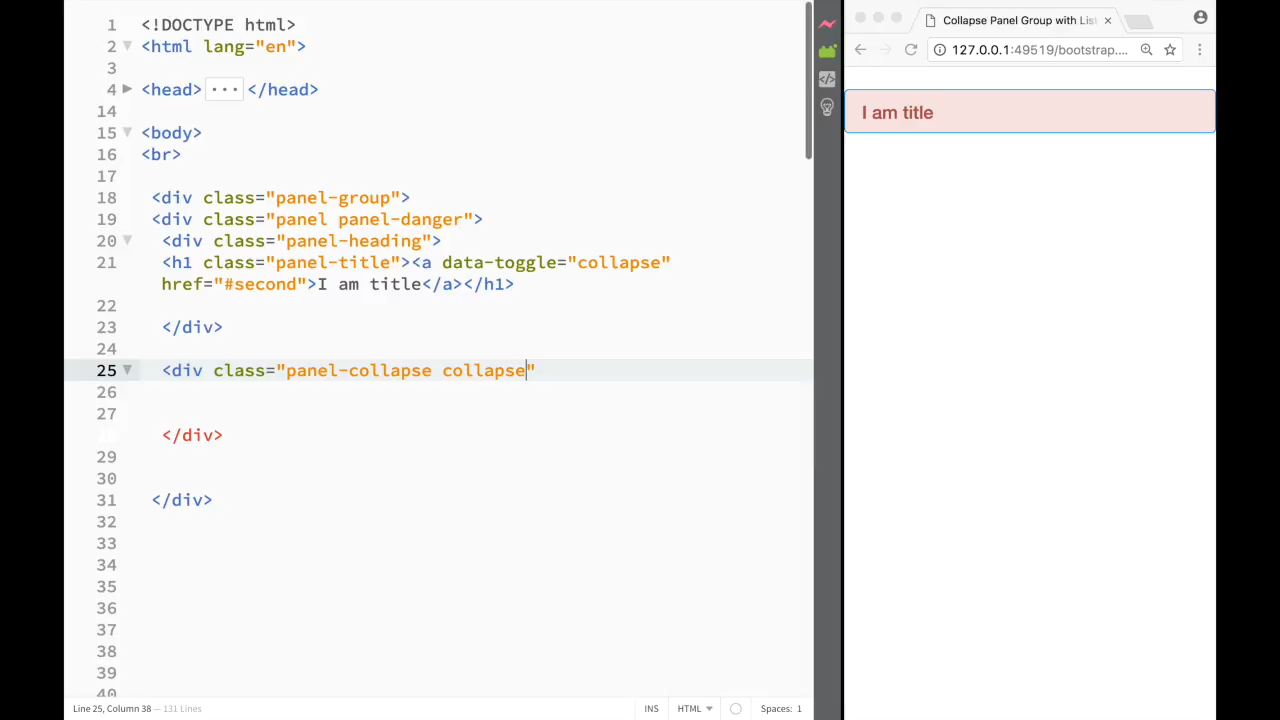 1 <!DOCTYPE html>
2 <html lang="en">
3
4 <head> ... </head>
14
15 <body>
16 <br>
17
18 <div class="panel-group">
19 <div class="panel panel-danger">
20 <div class="panel-heading">
21 <h1 class="panel-title"><a data-toggle="collapse"
href="#second">I am title</a></h1>
22
23 </div>
24
25 <div class="panel-collapse collapse"
26
27
</div>
29
30
31 </div>
32
33
34
35
36
37
38
39
40
Line 25, Column 38 — 131 Lines
INS HTML Spaces: 1
Collapse Panel Group with List
127.0.0.1:49519/bootstrap....
I am title